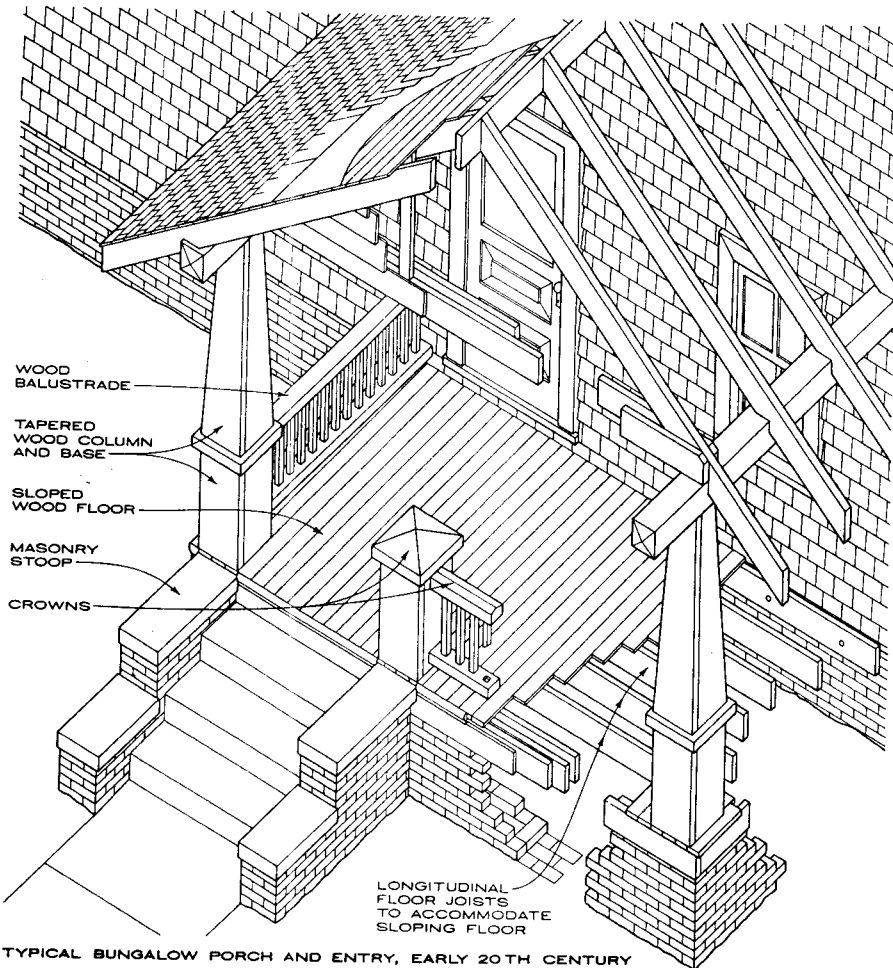 WOOD
BALUSTRADE
TAPERED
WOOD COLUMN
AND BASE
SLOPED
WOOD FLOOR
MASONRY
STOOP
CROWNS
LONGITUDINAL
FLOOR JOISTS
TO ACCOMMODATE
SLOPING FLOOR
TYPICAL BUNGALOW PORCH AND ENTRY, EARLY 20TH CENTURY